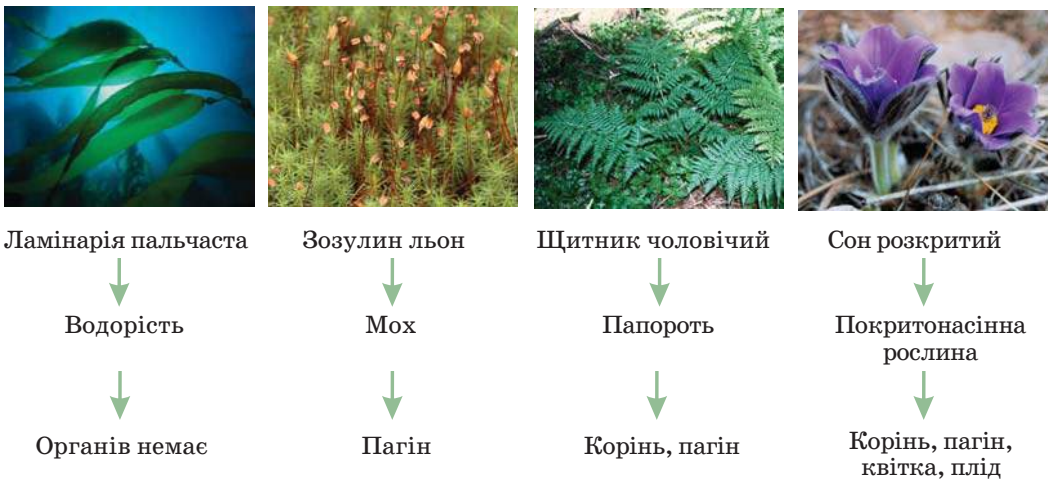 Ламінарія пальчаста
Зозулин льон
Щитник чоловічий
Сон розкритий
Водорість
Мох
Папороть
Покритонасінна
рослина
Органів немає
Пагін
Корінь, пагін
Корінь, пагін,
квітка, плід